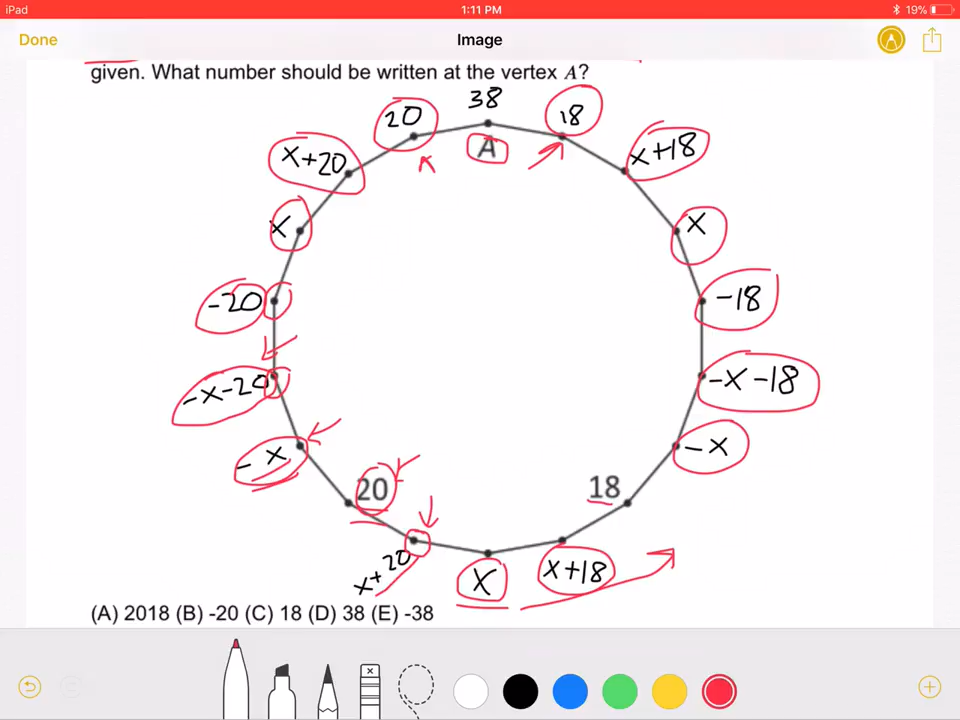 iPad
1:11 PM
19%
Done
Image
given. What number should be written at the vertex A?
38
20
18
A
x+20
x+18
x
x
-20
-18
-x-20
-x-18
-x
-x
20
18
x+20
x
x+18
(A) 2018 (B) -20 (C) 18 (D) 38 (E) -38